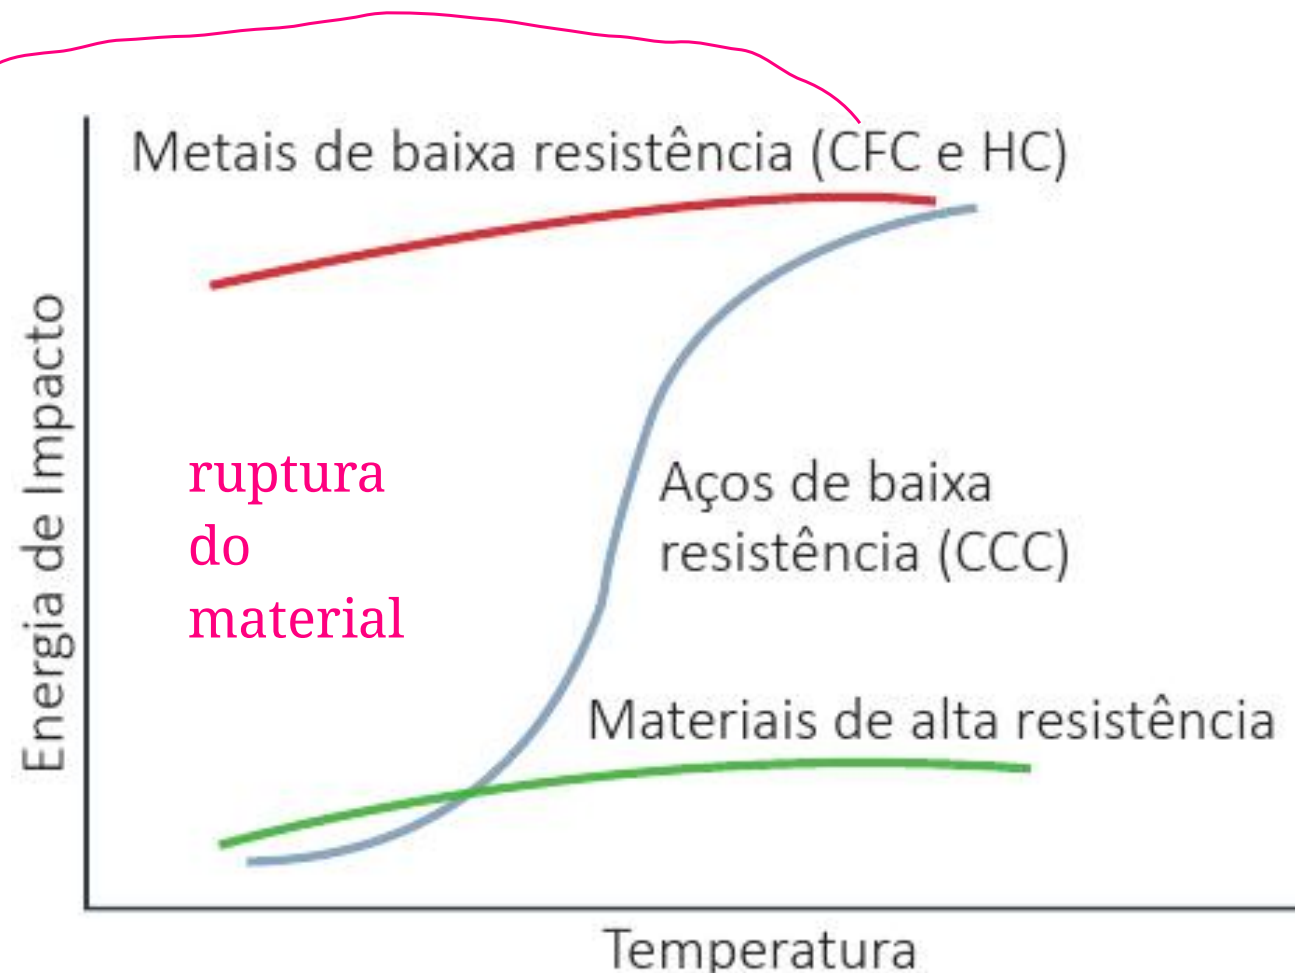 Metais de baixa resistência (CFC e HC)
Energia de Impacto
ruptura
do
material
Aços de baixa
resistência (CCC)
Materiais de alta resistência
Temperatura